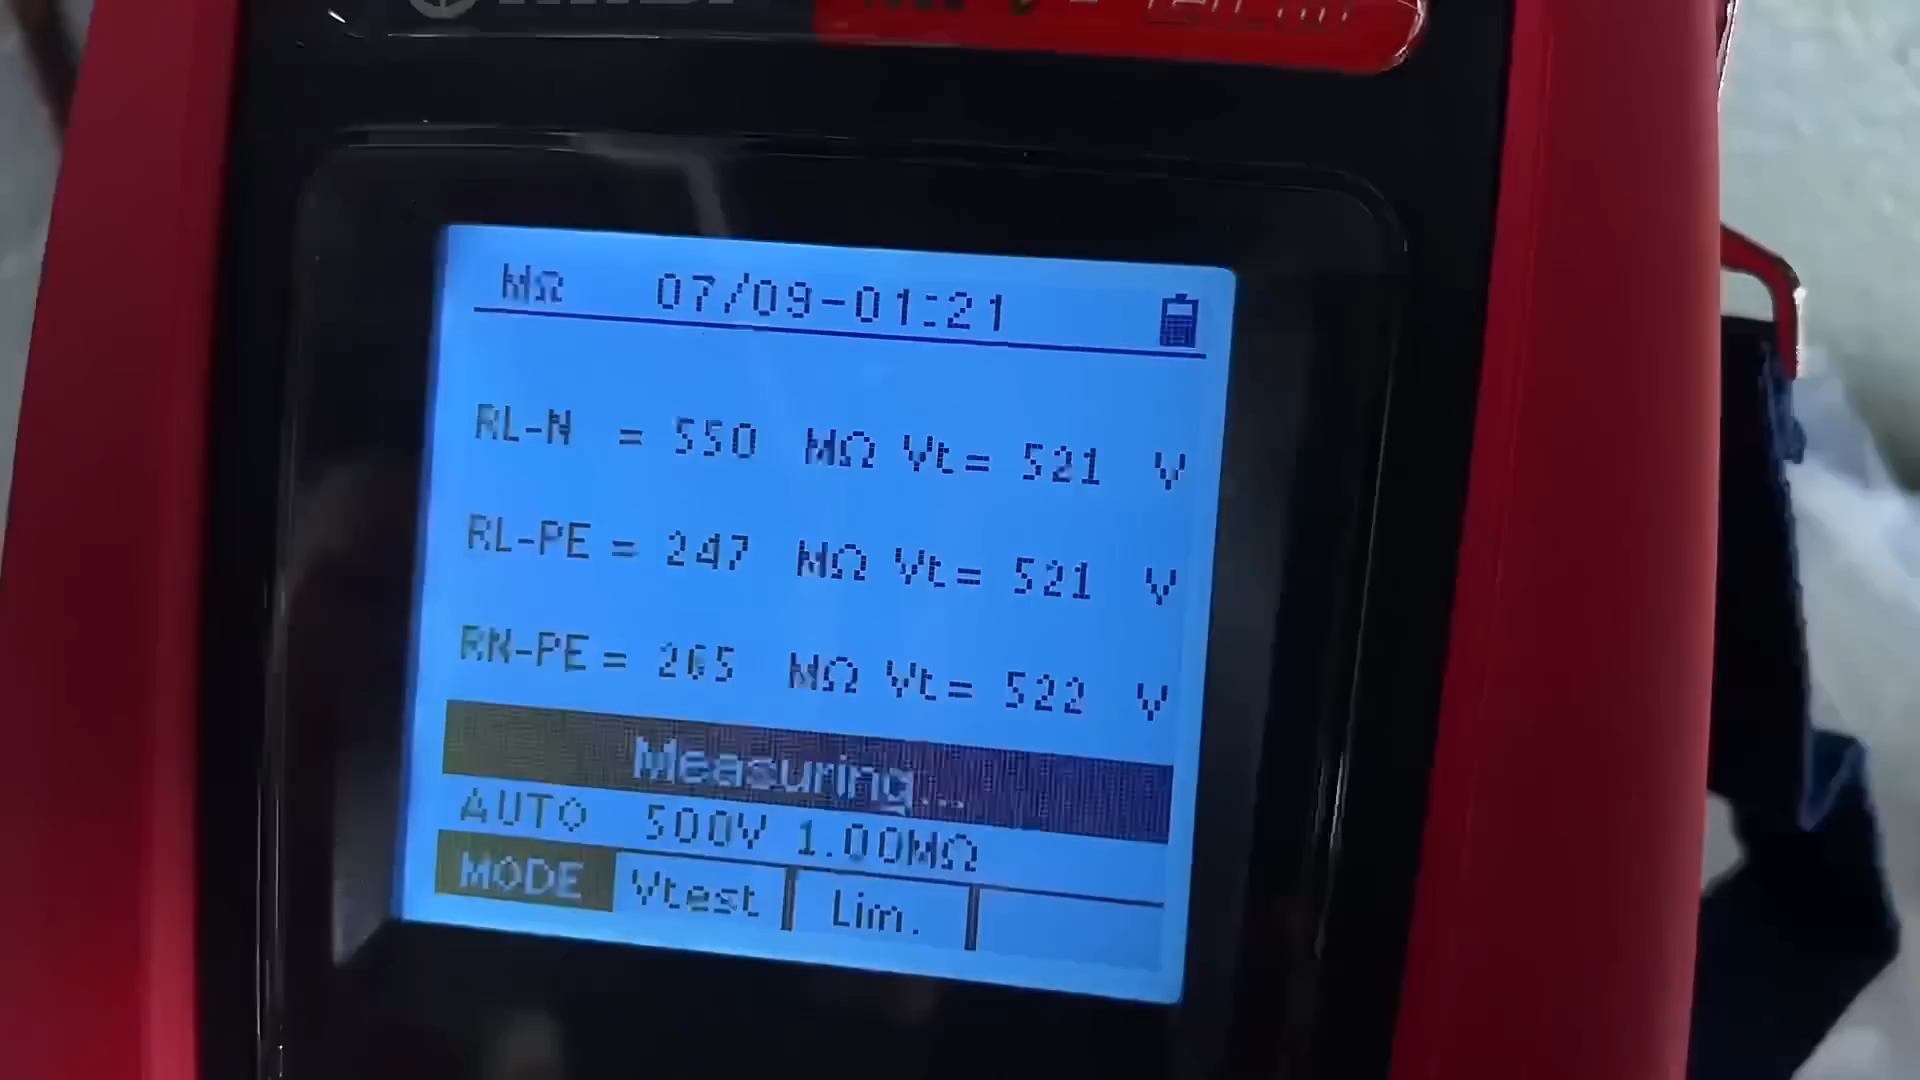 MΩ 07/09-01:21
RL-N = 550 MΩ Vt= 521 V
RL-PE = 247 MΩ Vt= 521 V
RN-PE = 265 MΩ Vt= 522 V
Measuring...
AUTO 500V 1.00MΩ
MODE Vtest Lim.